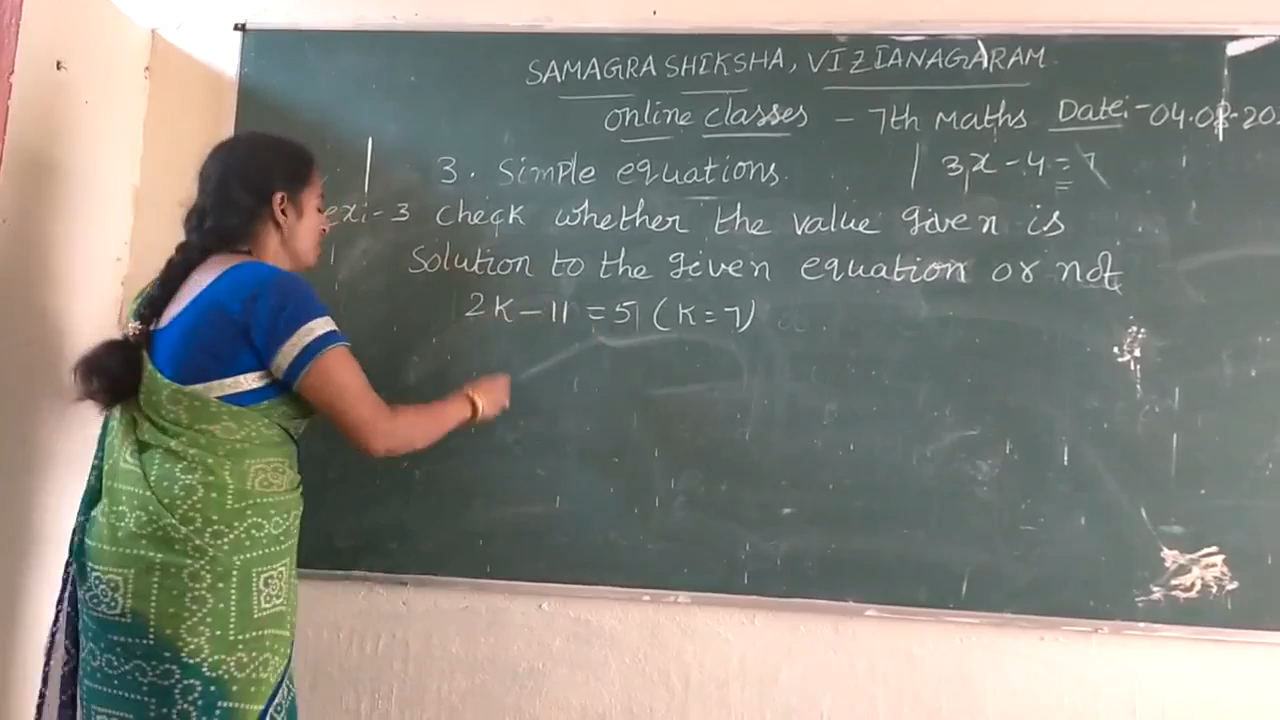 SAMAGRA SHIKSHA, VIZIANAGARAM
online classes - 7th Maths Date:- 04.08.20
3. Simple equations.
3x - 4 = 7
ex:- 3 Check whether the value given is
solution to the given equation or not
2K - 11 = 5 (K = 7)